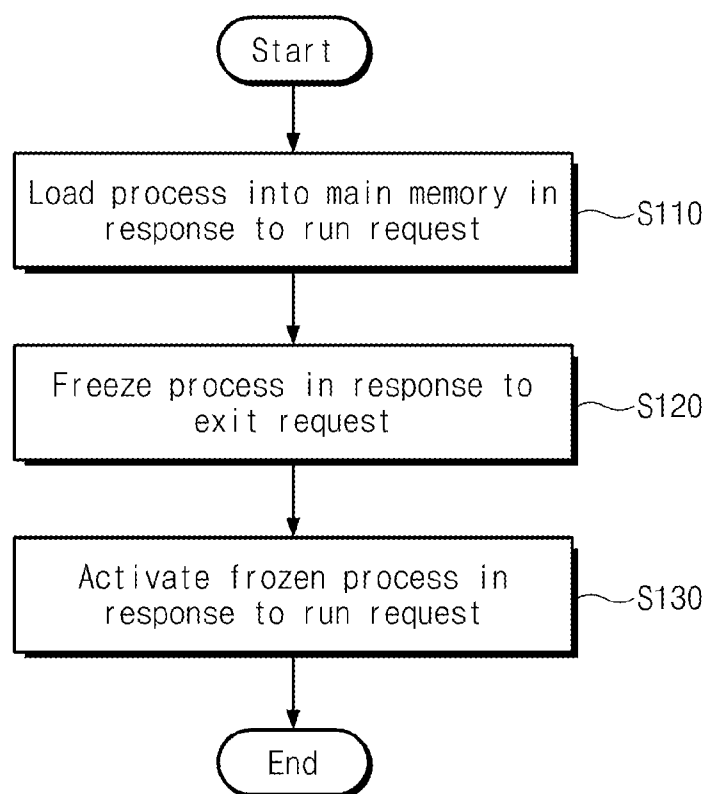 Start
Load process into main memory in
response to run request
S110
Freeze process in response to
exit request
S120
Activate frozen process in
response to run request
S130
End